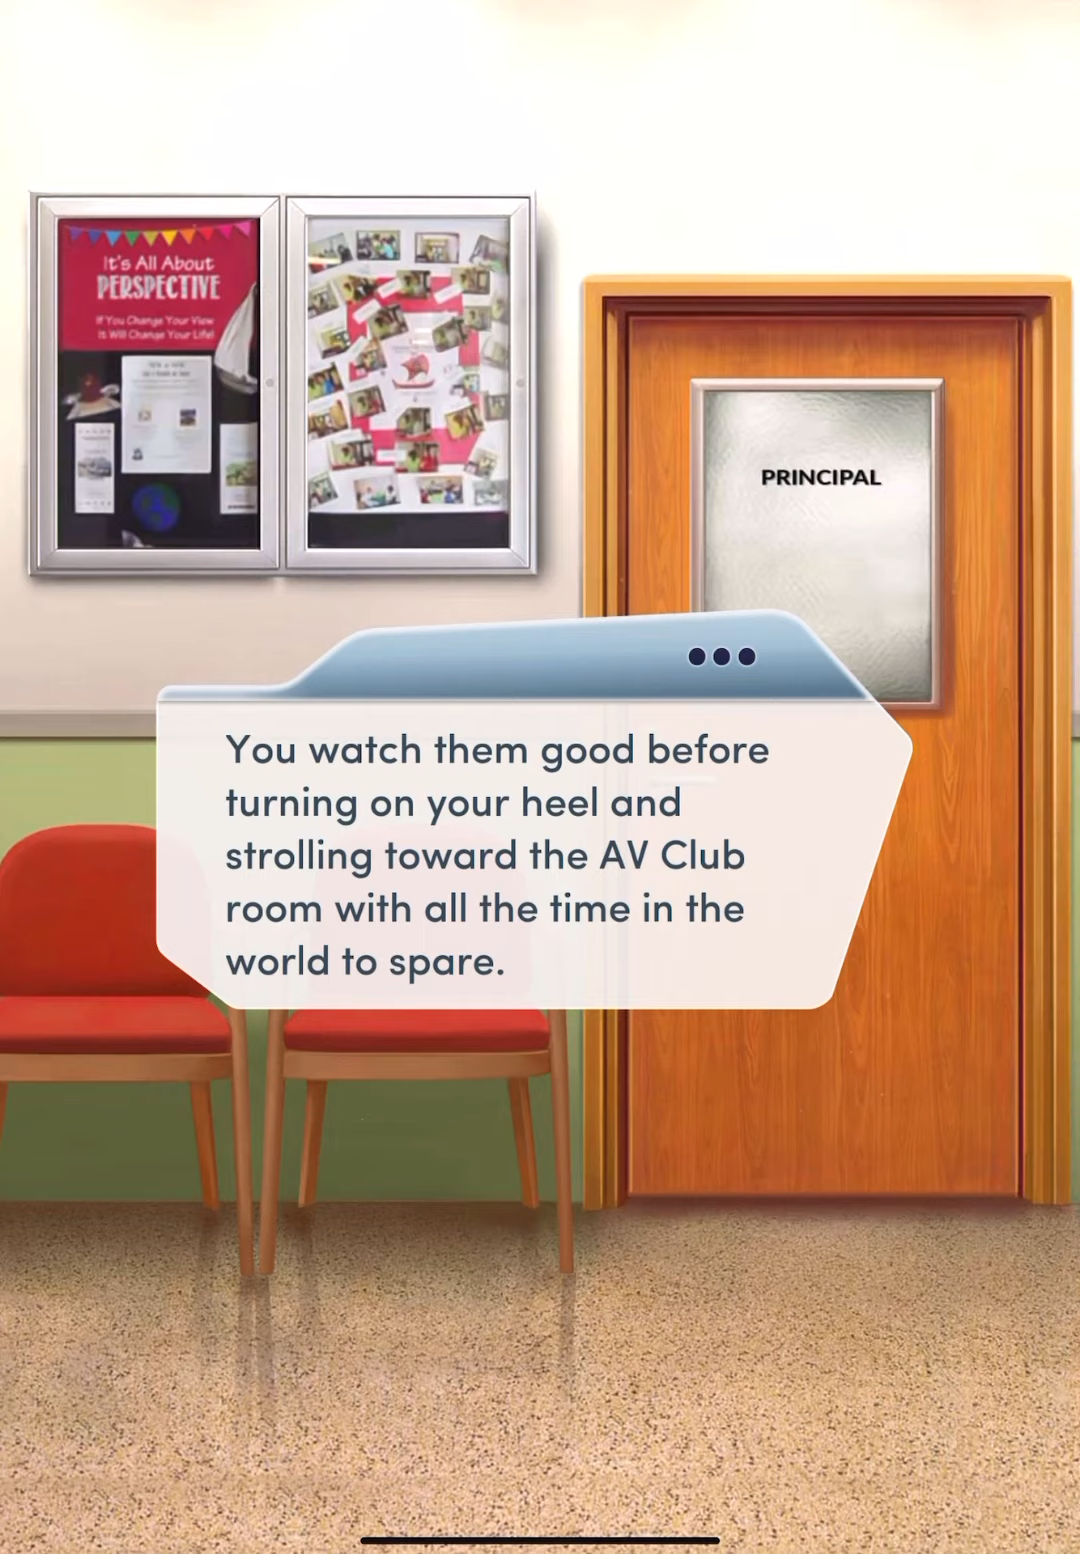 It's All About
PERSPECTIVE
If You Change Your View
It Will Change Your Life!
PRINCIPAL
You watch them good before
turning on your heel and
strolling toward the AV Club
room with all the time in the
world to spare.